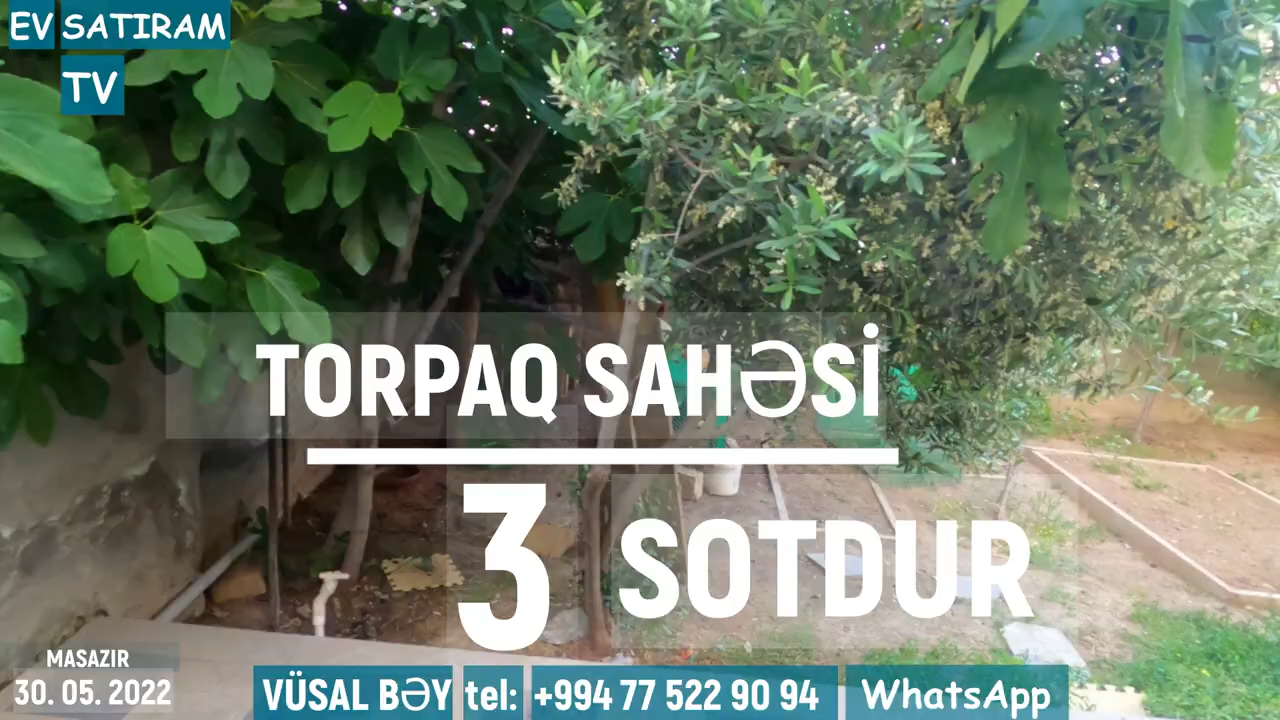 EV SATIRAM
TV
TORPAQ SAHƏSİ
3 SOTDUR
MASAZIR
30. 05. 2022
VÜSAL BƏY tel: +994 77 522 90 94 WhatsApp